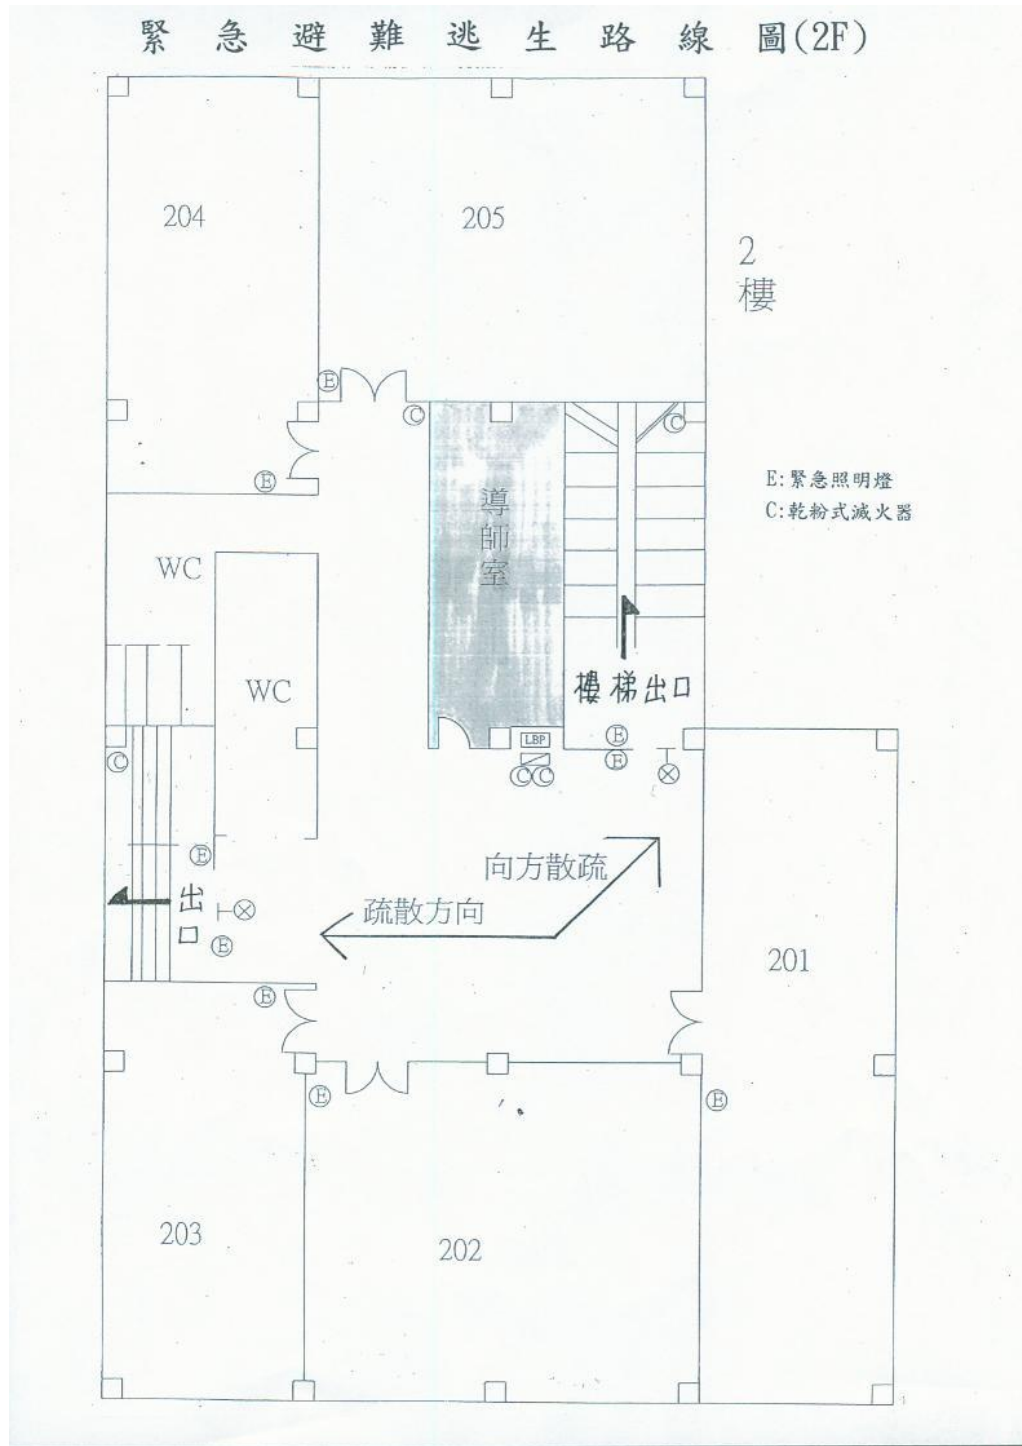 緊急避難逃生路線圖(2F)
204
205
2
樓
E
C
C
E
E:緊急照明燈
C:乾粉式滅火器
導師室
WC
WC
樓梯出口
LBP
E
E
C
C C
E
向方散疏
出口
疏散方向
E
201
E
E
E
203
202